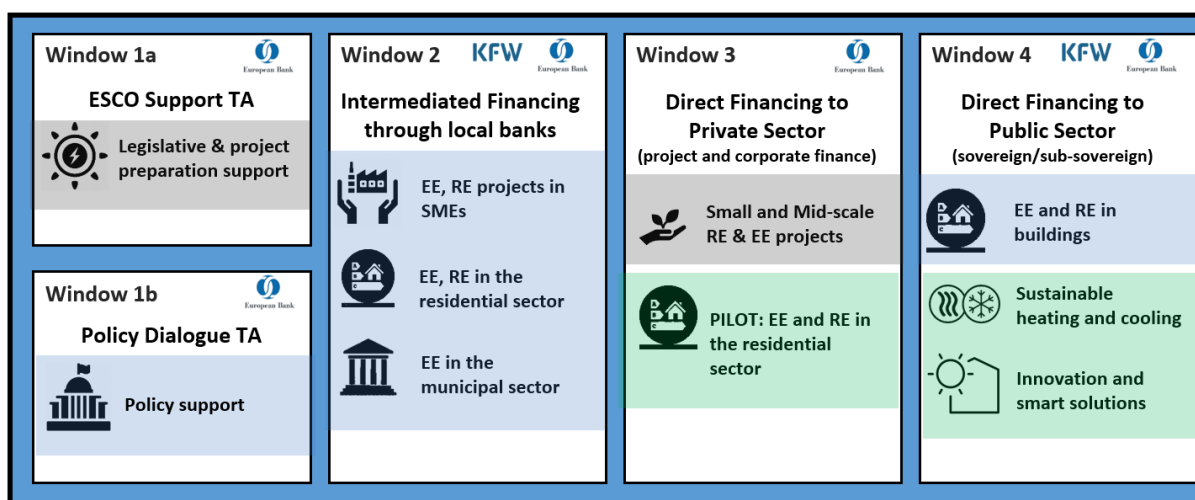 Window 1a
European Bank
ESCO Support TA
Legislative & project
preparation support
Window 1b
European Bank
Policy Dialogue TA
Policy support
Window 2
KFW
European Bank
Intermediated Financing
through local banks
EE, RE projects in
SMEs
EE, RE in the
residential sector
EE in the
municipal sector
Window 3
European Bank
Direct Financing to
Private Sector
(project and corporate finance)
Small and Mid-scale
RE & EE projects
PILOT: EE and RE in
the residential
sector
Window 4
KFW
European Bank
Direct Financing to
Public Sector
(sovereign/sub-sovereign)
EE and RE in
buildings
Sustainable
heating and cooling
Innovation and
smart solutions